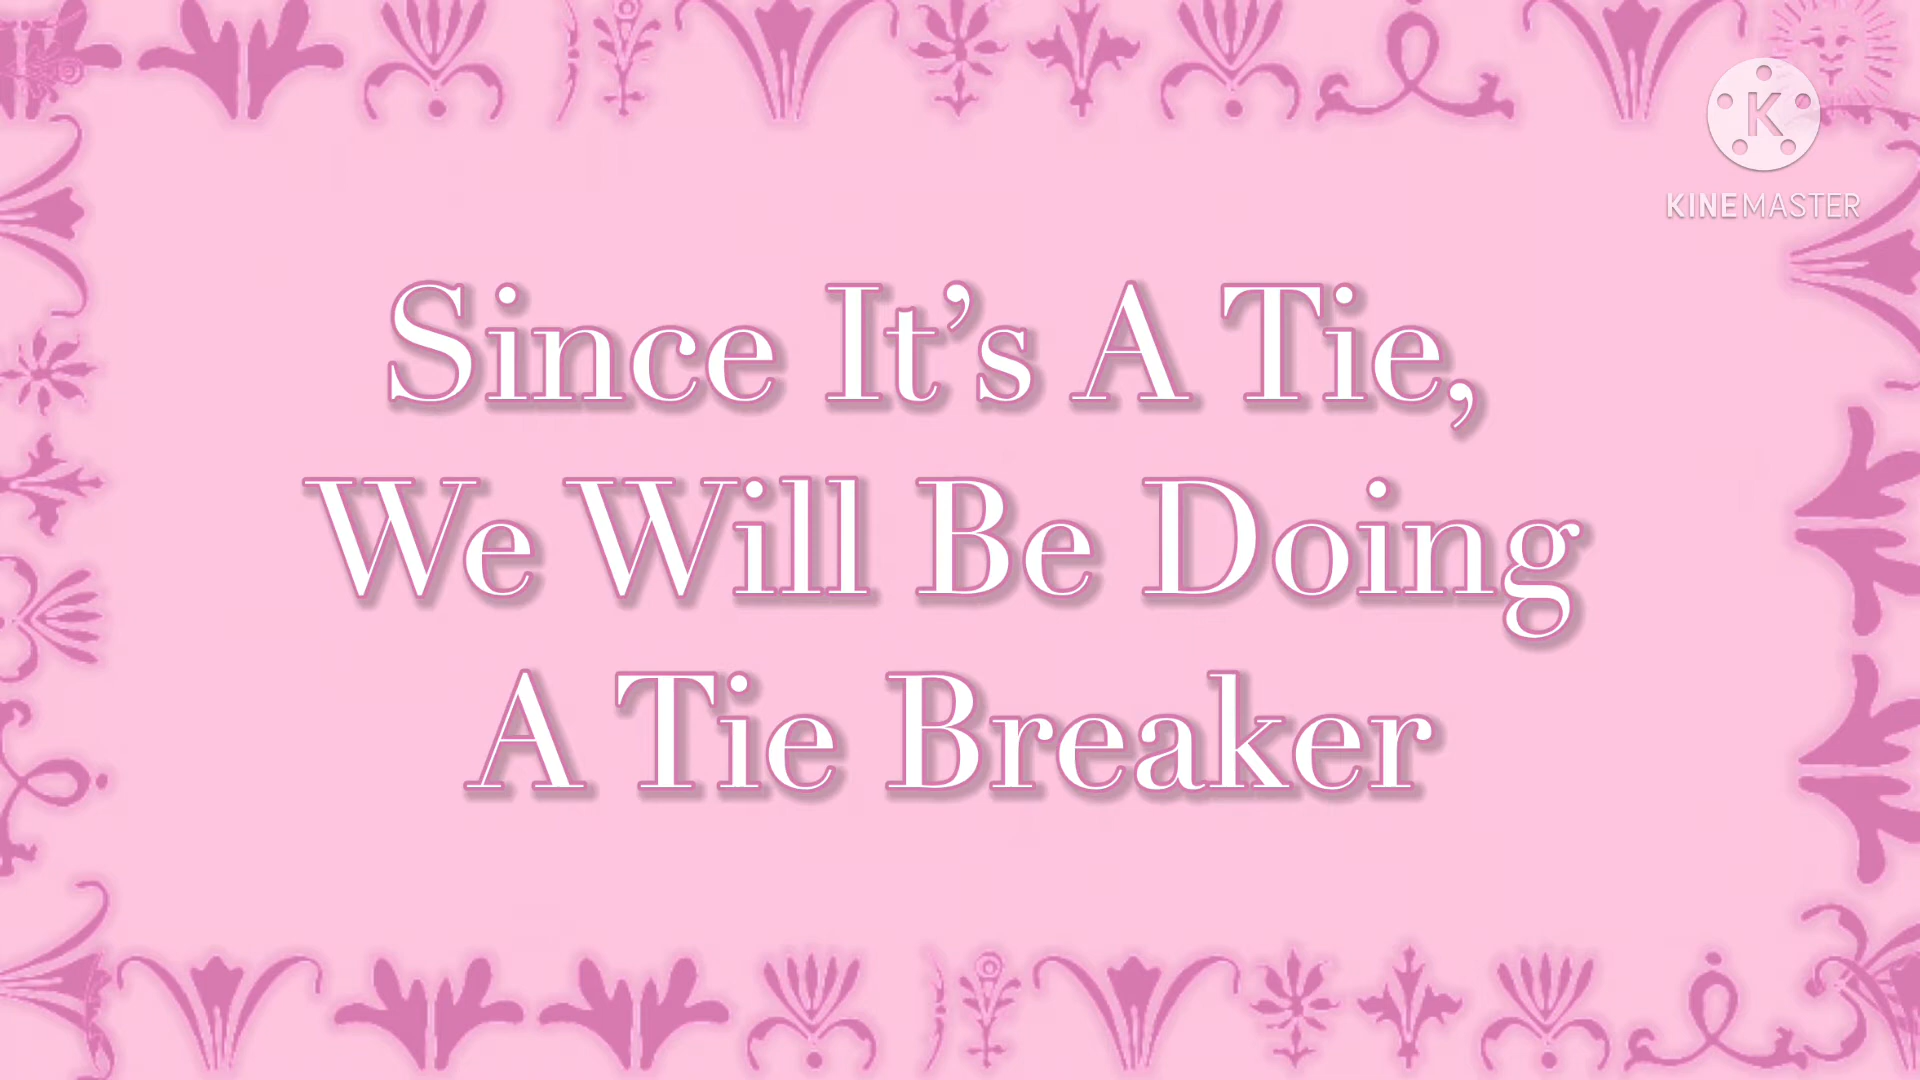 K
KINEMASTER
Since It’s A Tie,
We Will Be Doing
A Tie Breaker